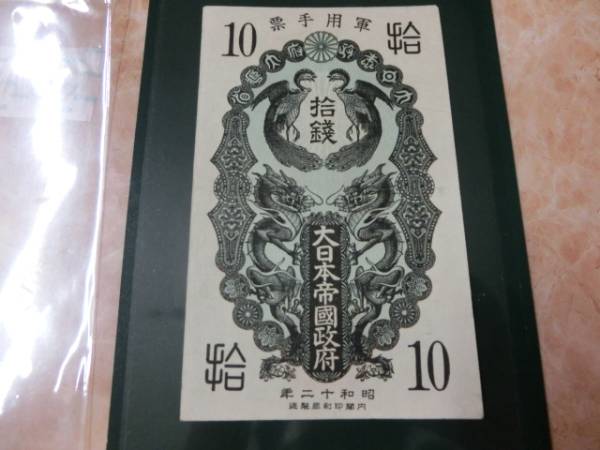 軍用手票
10
拾
拾錢
大日本帝國政府
拾
10
昭和十二年
內閣印刷局製造